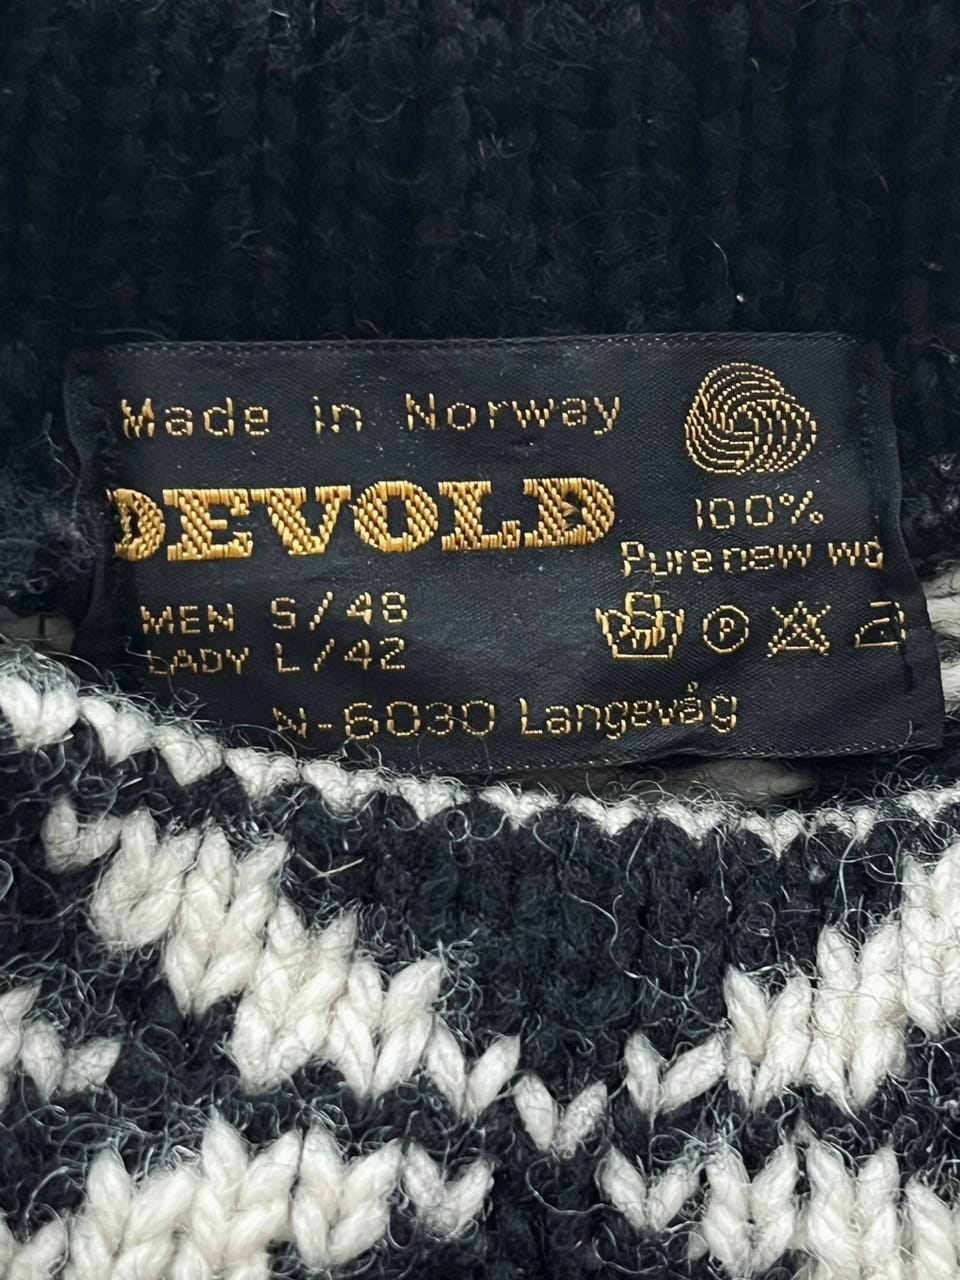 Made in Norway
DEVOLD
100%
Pure new wo
MEN S/48
LADY L/42
P
N-6030 Langevåg